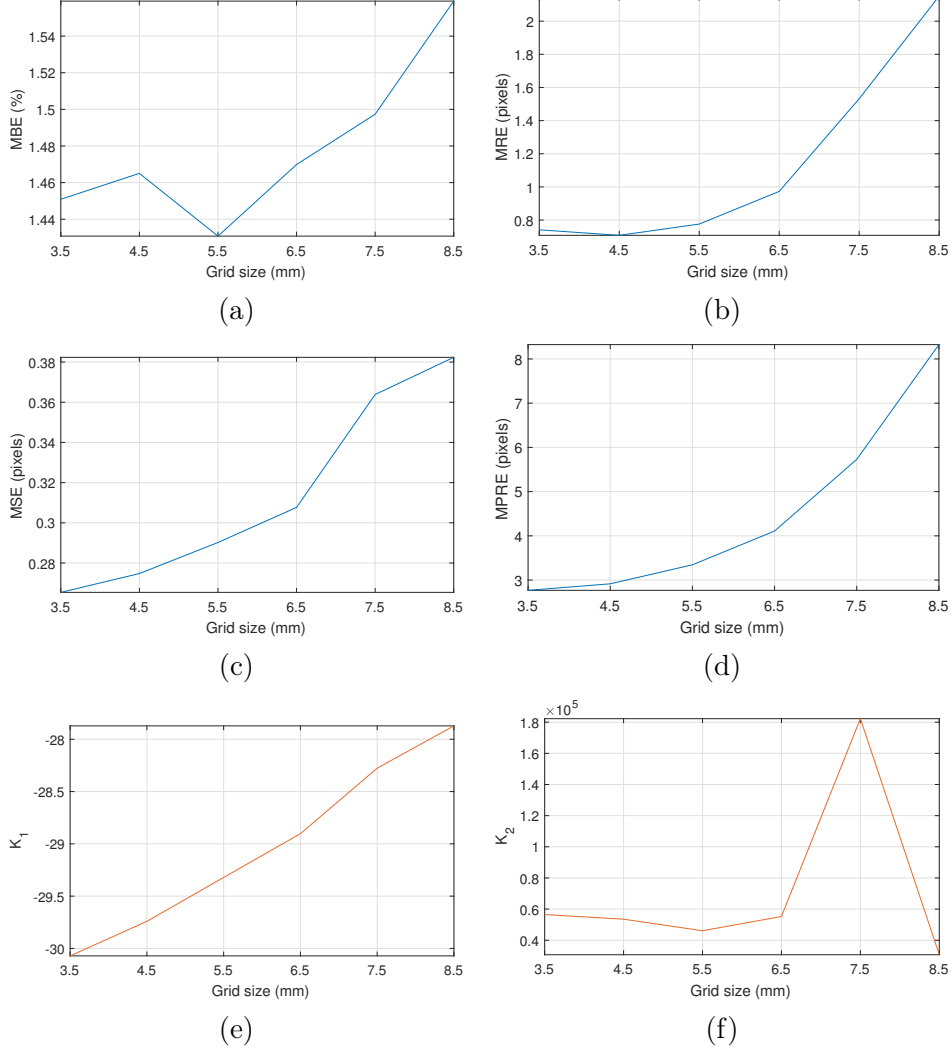 1.54
1.52
1.5
1.48
1.46
1.44
MBE (%)
3.5 4.5 5.5 6.5 7.5 8.5
Grid size (mm)
(a)
2
1.8
1.6
1.4
1.2
1
0.8
MRE (pixels)
3.5 4.5 5.5 6.5 7.5 8.5
Grid size (mm)
(b)
0.38
0.36
0.34
0.32
0.3
0.28
MSE (pixels)
3.5 4.5 5.5 6.5 7.5 8.5
Grid size (mm)
(c)
8
7
6
5
4
3
MPRE (pixels)
3.5 4.5 5.5 6.5 7.5 8.5
Grid size (mm)
(d)
-28
-28.5
-29
-29.5
-30
K₁
3.5 4.5 5.5 6.5 7.5 8.5
Grid size (mm)
(e)
×10⁵
1.8
1.6
1.4
1.2
1
0.8
0.6
0.4
K₂
3.5 4.5 5.5 6.5 7.5 8.5
Grid size (mm)
(f)